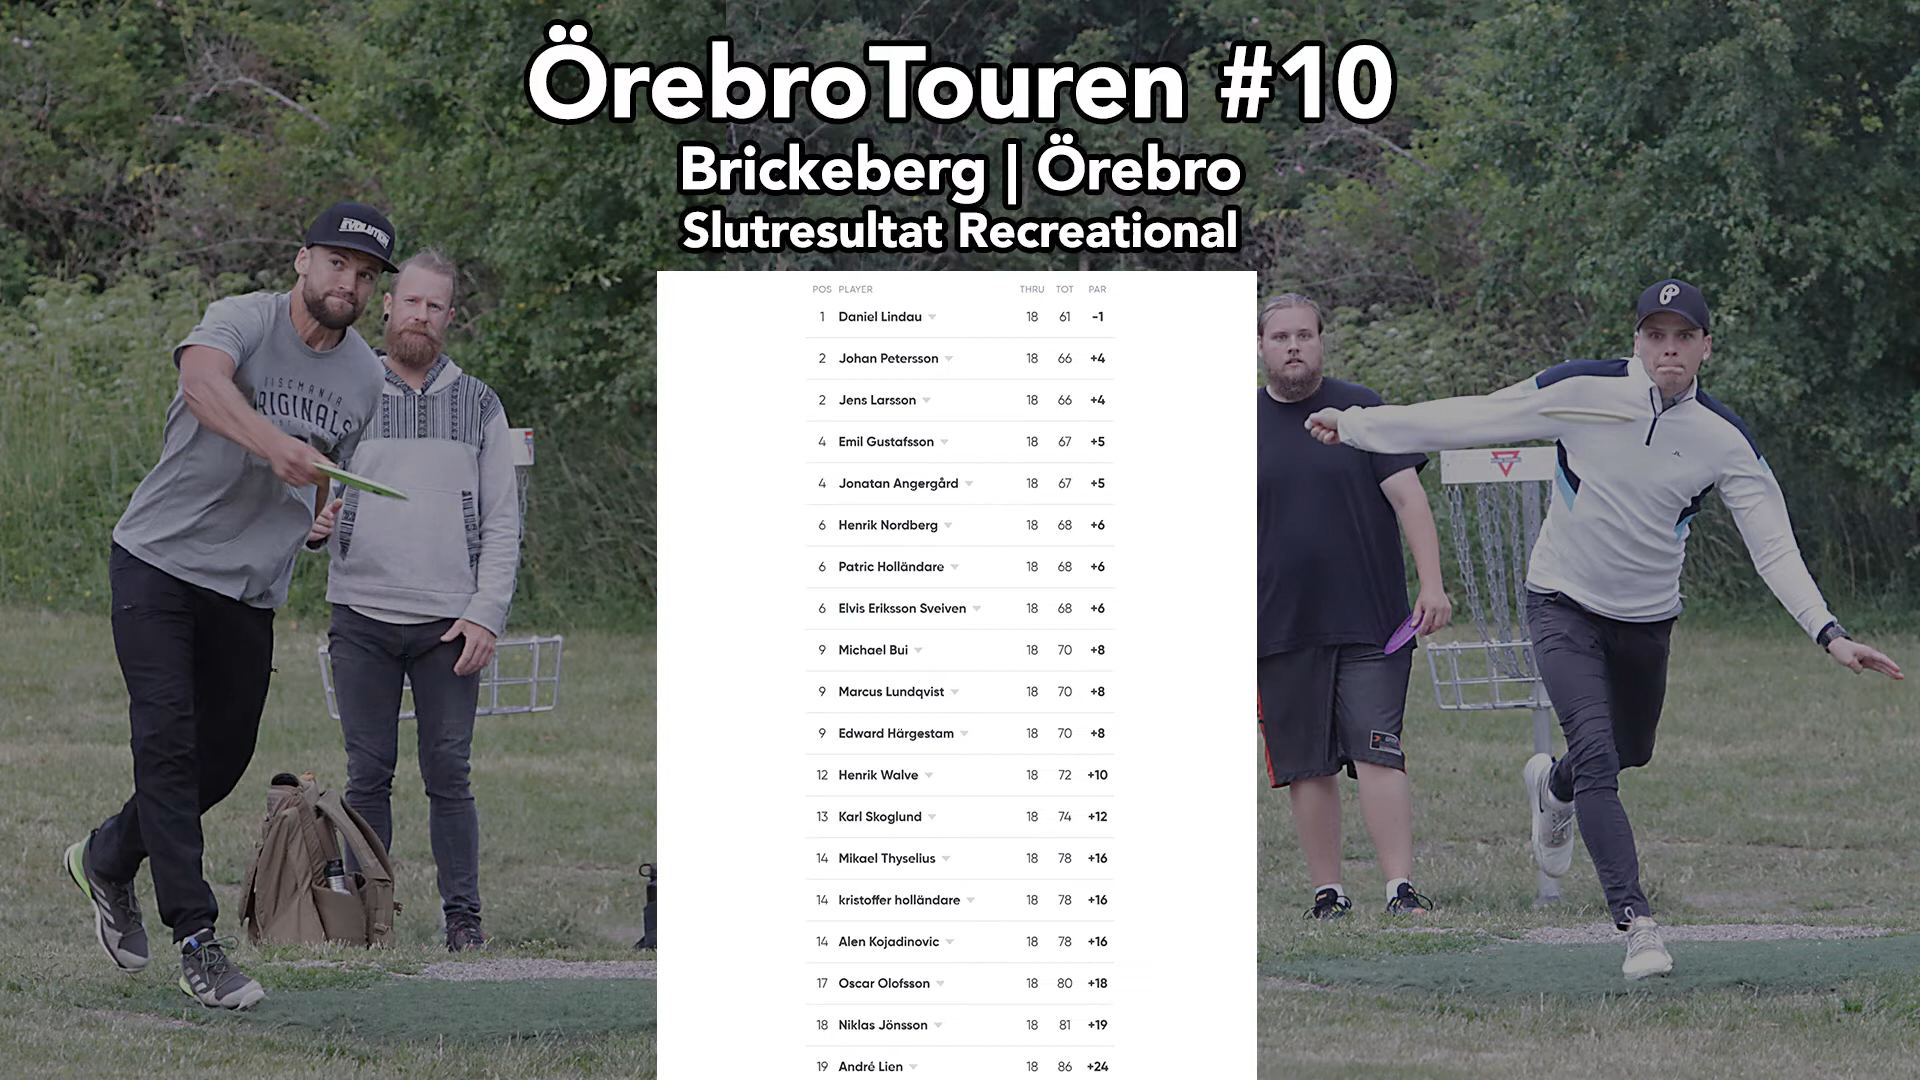 ÖrebroTouren #10
Brickeberg | Örebro
Slutresultat Recreational
POS PLAYER THRU TOT PAR
1 Daniel Lindau 18 61 -1
2 Johan Petersson 18 66 +4
2 Jens Larsson 18 66 +4
4 Emil Gustafsson 18 67 +5
4 Jonatan Angergård 18 67 +5
6 Henrik Nordberg 18 68 +6
6 Patric Holländare 18 68 +6
6 Elvis Eriksson Sveiven 18 68 +6
9 Michael Bui 18 70 +8
9 Marcus Lundqvist 18 70 +8
9 Edward Härgestam 18 70 +8
12 Henrik Walve 18 72 +10
13 Karl Skoglund 18 74 +12
14 Mikael Thyselius 18 78 +16
14 kristoffer holländare 18 78 +16
14 Alen Kojadinovic 18 78 +16
17 Oscar Olofsson 18 80 +18
18 Niklas Jönsson 18 81 +19
19 André Lien 18 86 +24
EVOLUTION
DISCMANIA
ORIGINALS
P